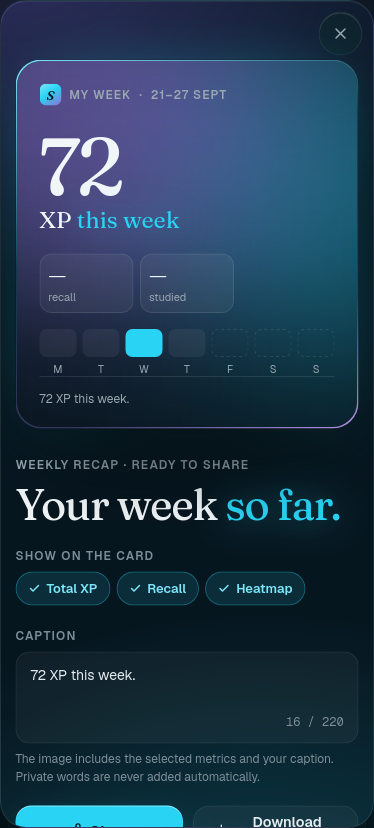 S MY WEEK · 21–27 SEPT
72
XP this week
— —
recall studied
M T W T F S S
72 XP this week.
WEEKLY RECAP · READY TO SHARE
Your week so far.
SHOW ON THE CARD
Total XP Recall Heatmap
CAPTION
72 XP this week.
16 / 220
The image includes the selected metrics and your caption.
Private words are never added automatically.
Download